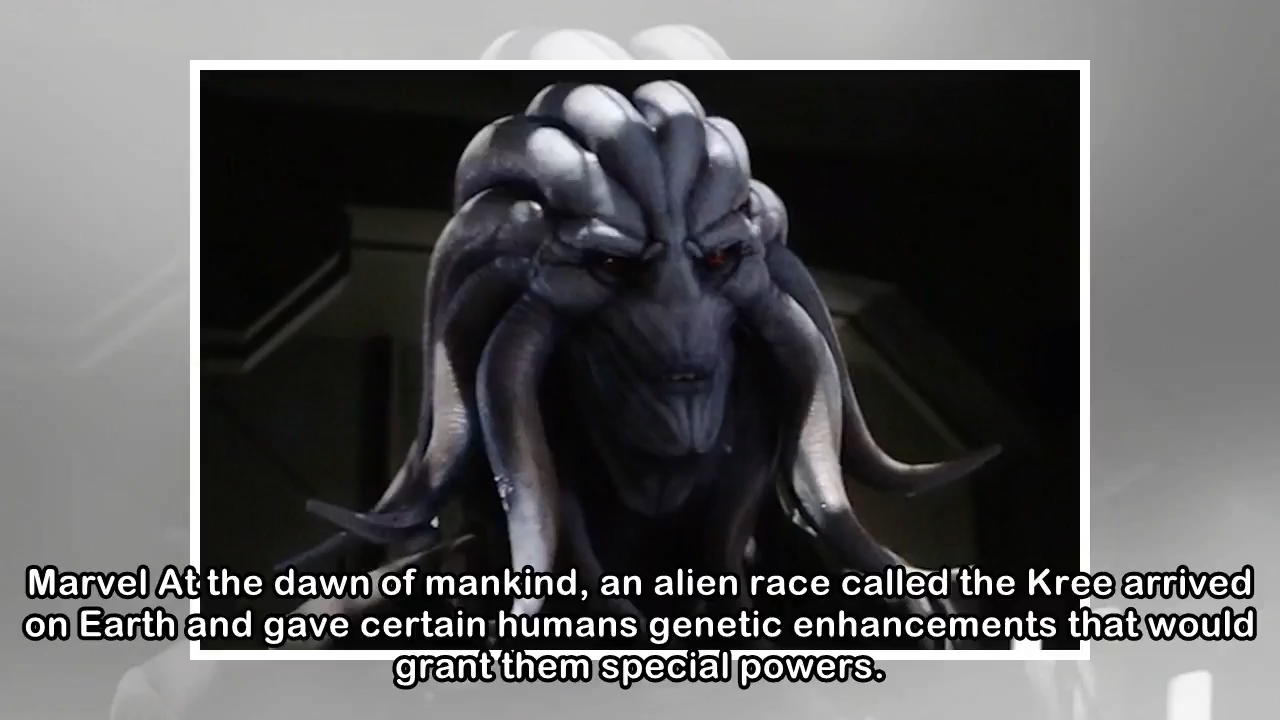 Marvel At the dawn of mankind, an alien race called the Kree arrived
on Earth and gave certain humans genetic enhancements that would
grant them special powers.